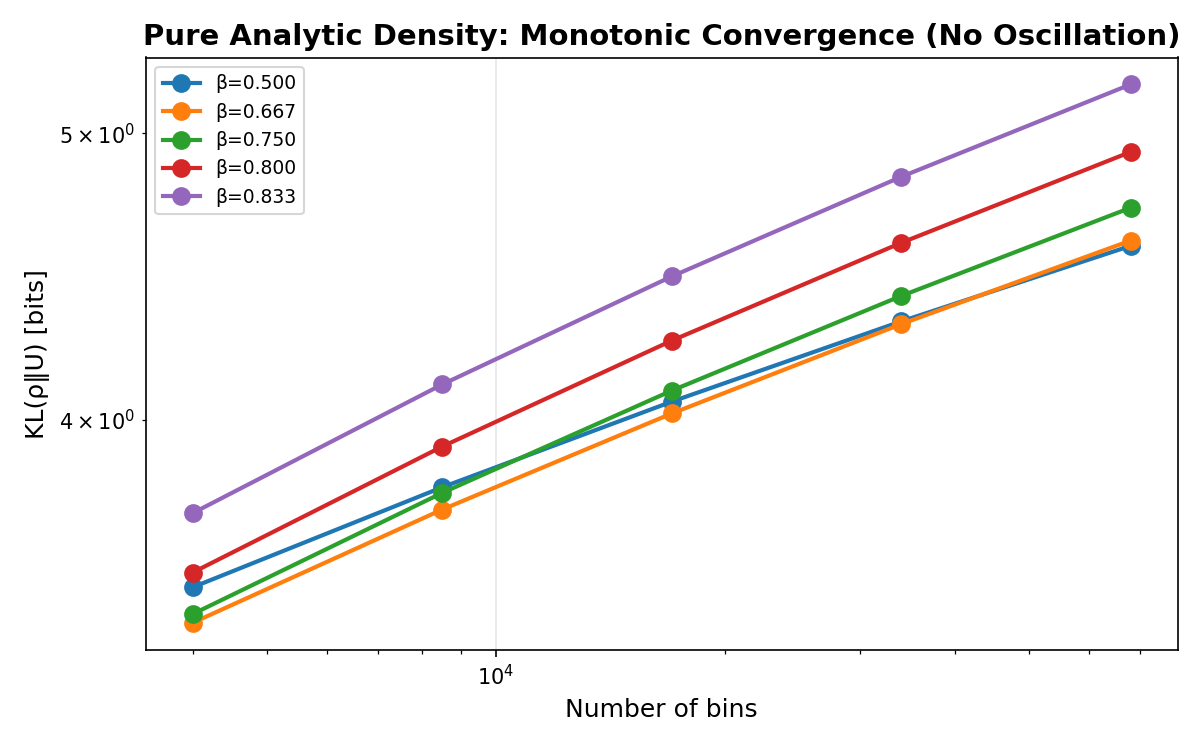 Pure Analytic Density: Monotonic Convergence (No Oscillation)
β=0.500
β=0.667
β=0.750
β=0.800
β=0.833
5 × 10⁰
4 × 10⁰
KL(ρ‖U) [bits]
10⁴
Number of bins